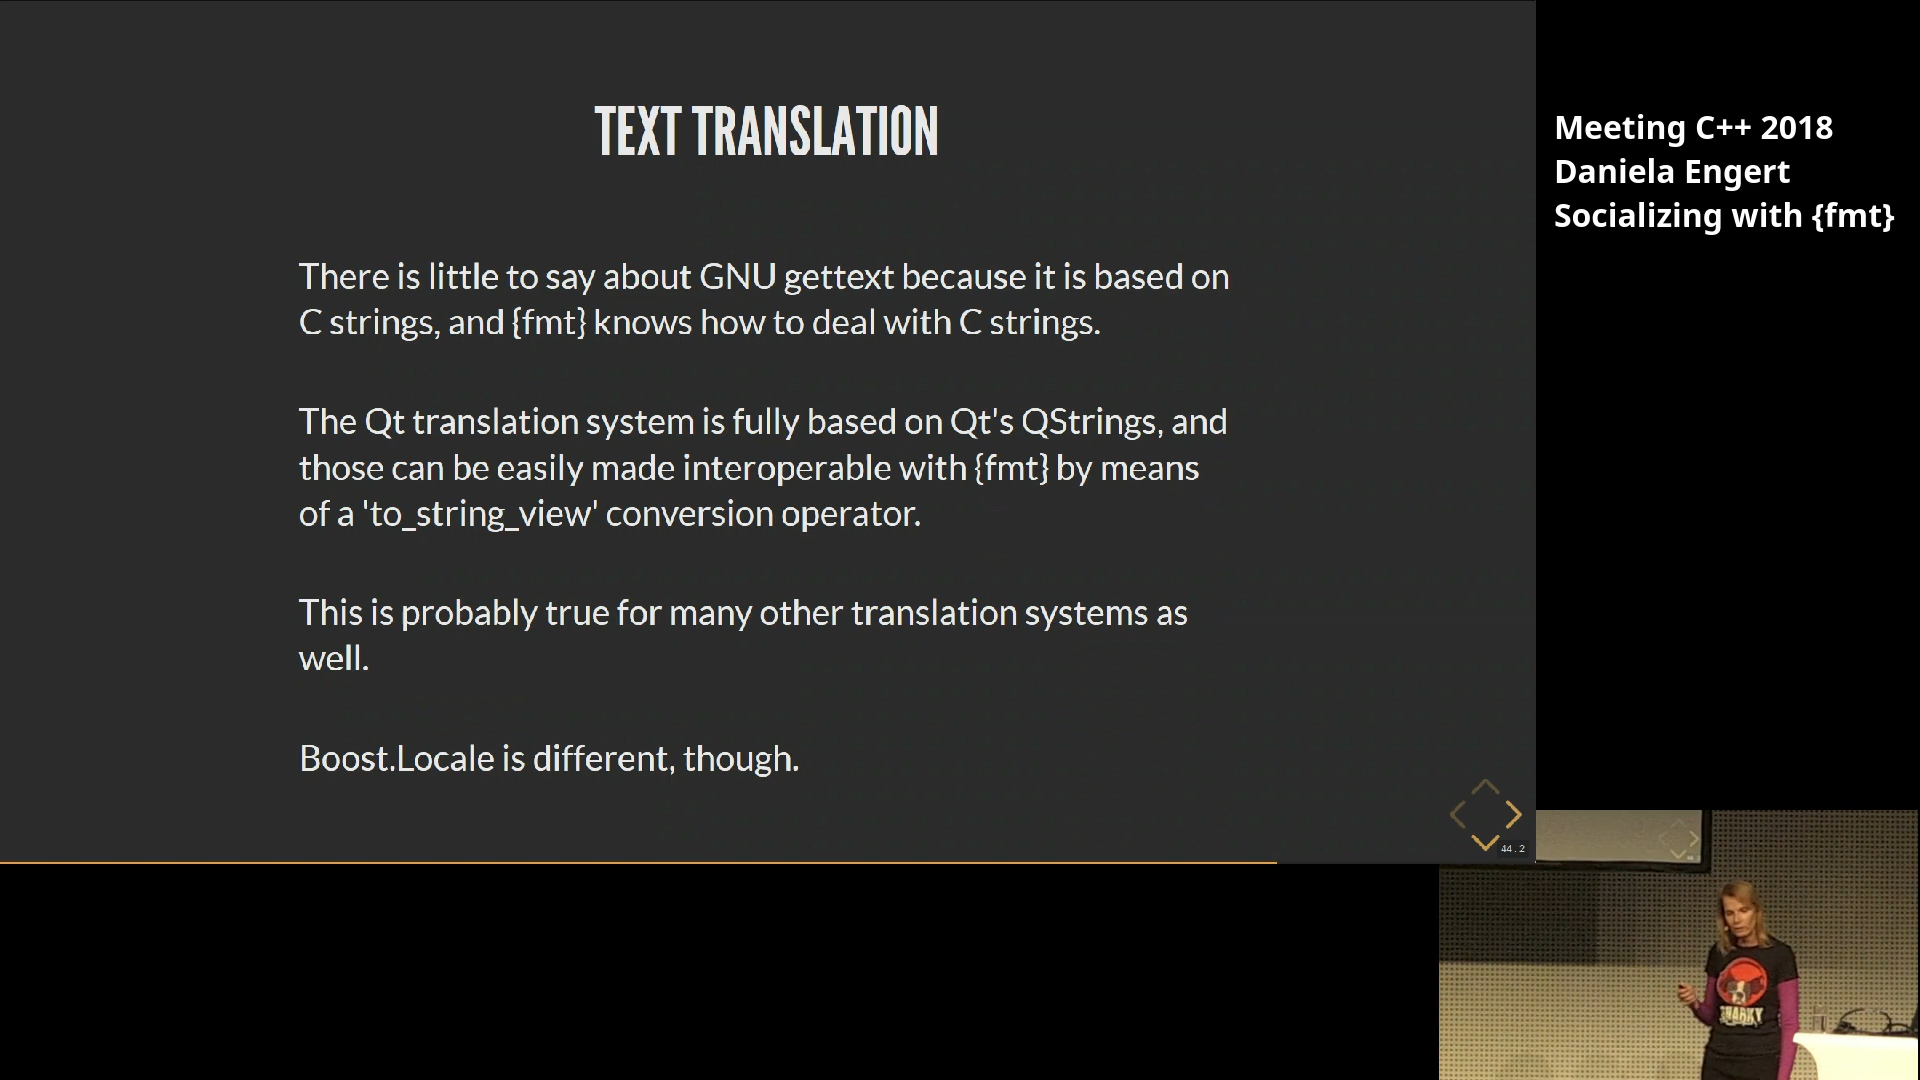 TEXT TRANSLATION
There is little to say about GNU gettext because it is based on
C strings, and {fmt} knows how to deal with C strings.
The Qt translation system is fully based on Qt's QStrings, and
those can be easily made interoperable with {fmt} by means
of a 'to_string_view' conversion operator.
This is probably true for many other translation systems as
well.
Boost.Locale is different, though.
44.2
Meeting C++ 2018
Daniela Engert
Socializing with {fmt}